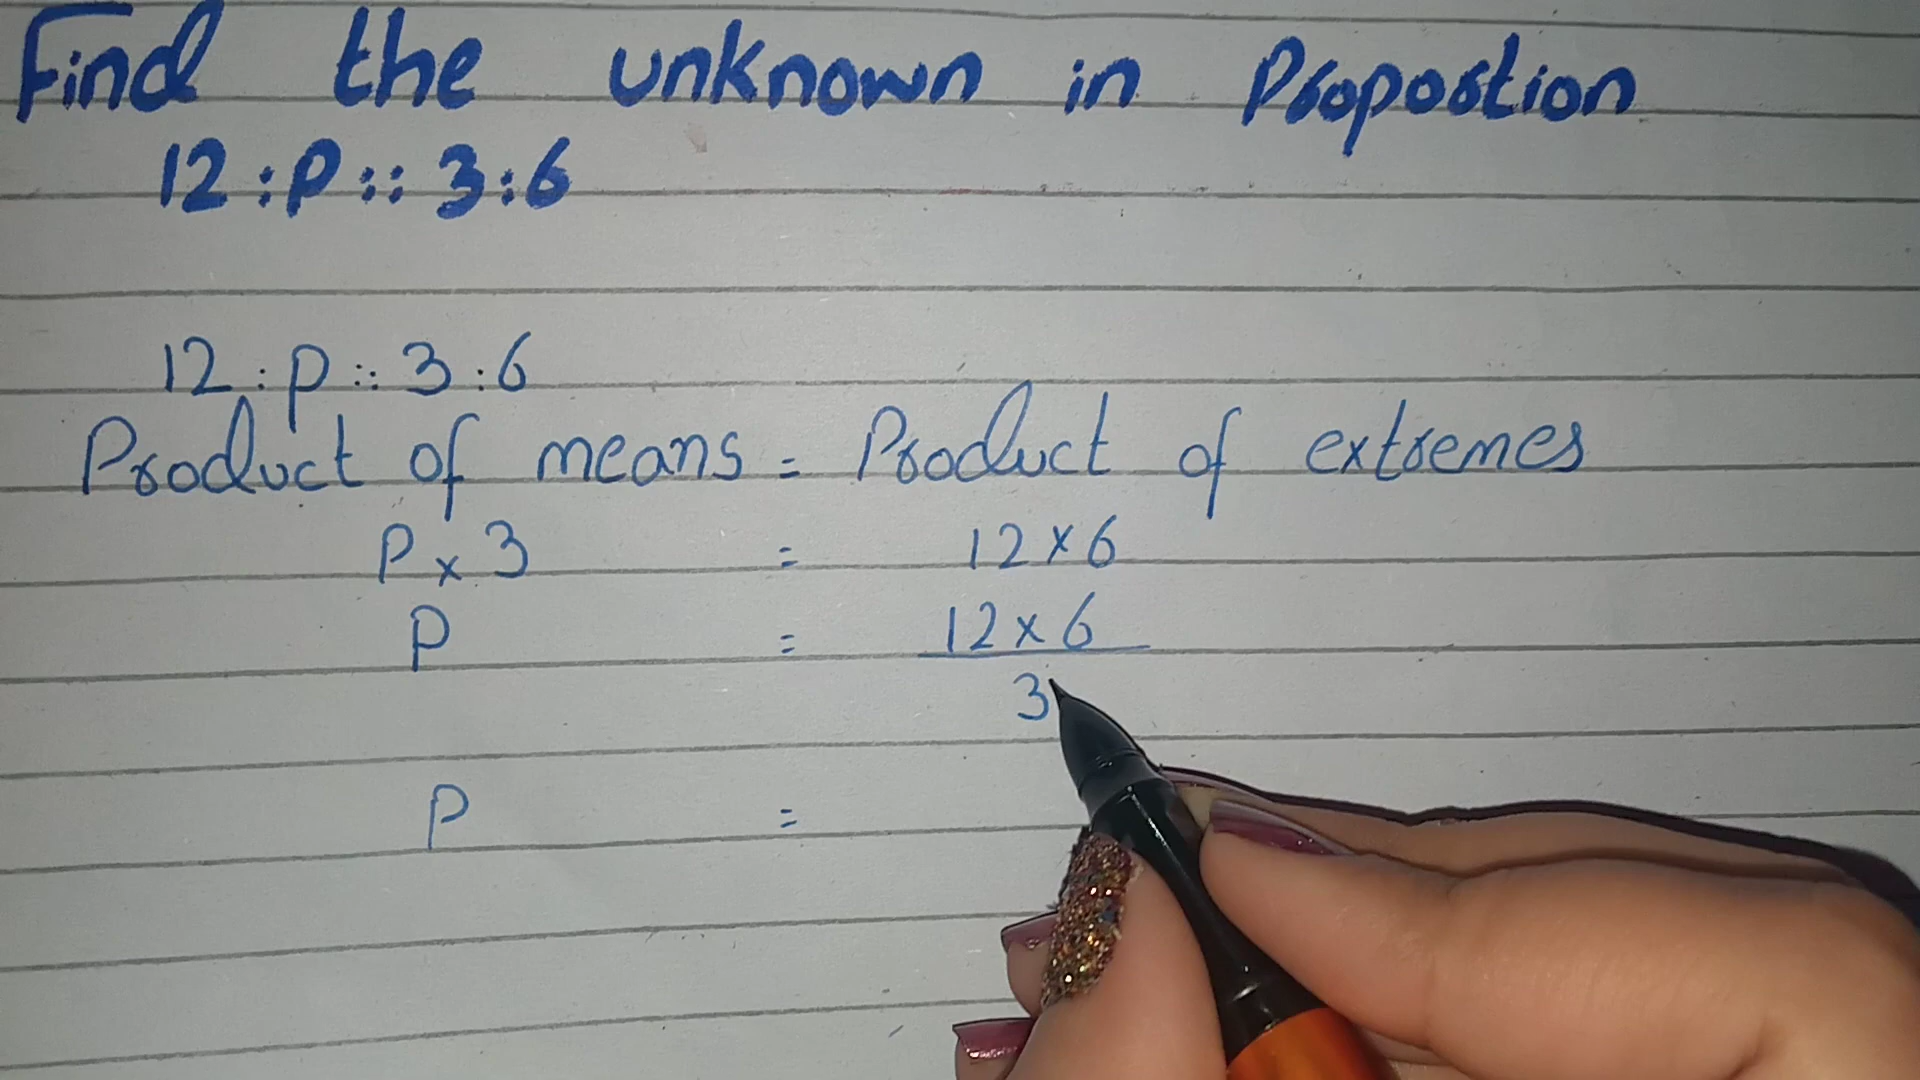 Find the unknown in Proportion
12:P::3:6
12:P::3:6
Product of means = Product of extremes
P×3 = 12×6
P = 12×6
3
P =